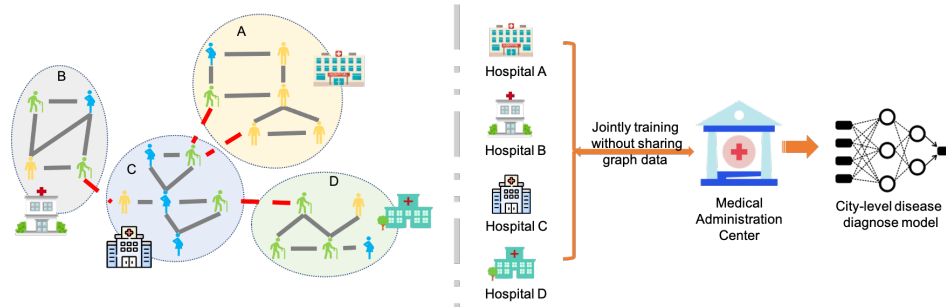 A
B
C
D
Hospital A
Hospital B
Hospital C
Hospital D
Jointly training
without sharing
graph data
Medical
Administration
Center
City-level disease
diagnose model